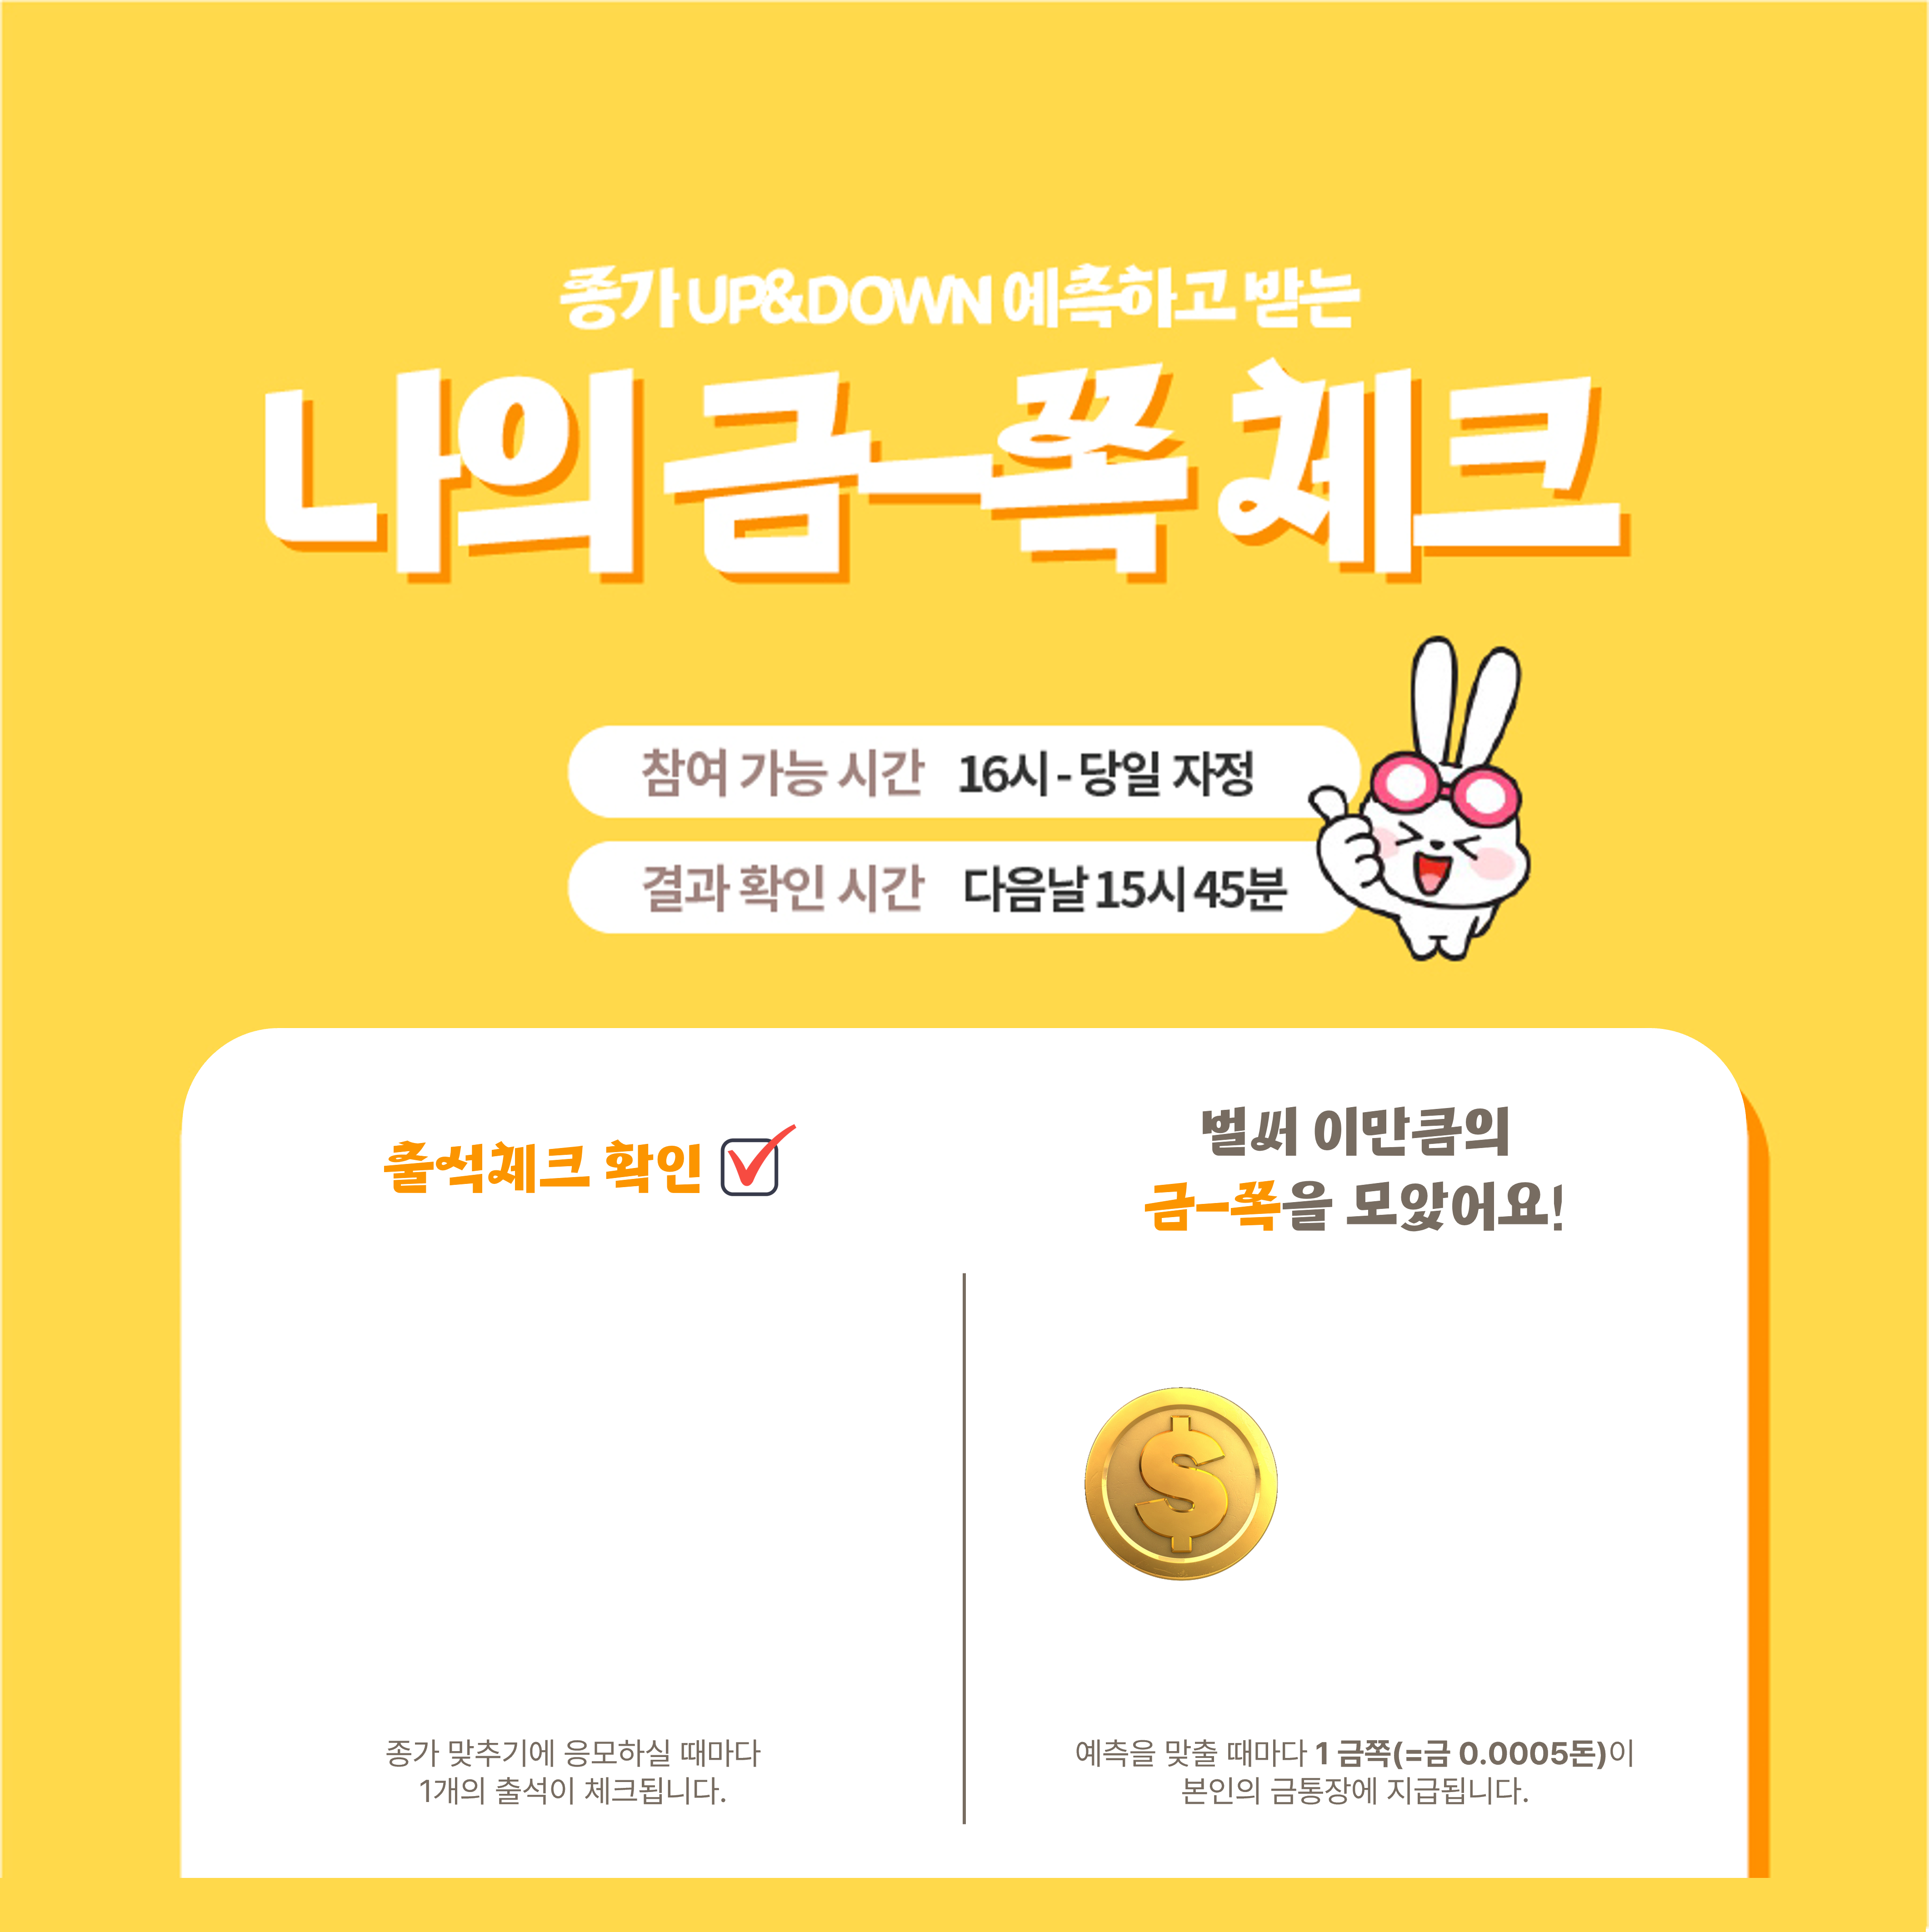 종가 UP&DOWN 예측하고 받는
나의 금-쪽 체크
참여 가능 시간 16시 - 당일 자정
결과 확인 시간 다음날 15시 45분
출석체크 확인
벌써 이만큼의
금-쪽을 모았어요!
$
종가 맞추기에 응모하실 때마다
1개의 출석이 체크됩니다.
예측을 맞출 때마다 1 금쪽(=금 0.0005돈)이
본인의 금통장에 지급됩니다.